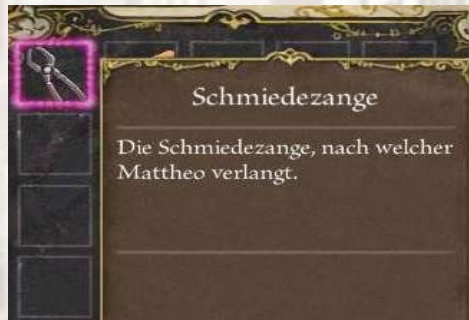 Schmiedezange
Die Schmiedezange, nach welcher
Mattheo verlangt.